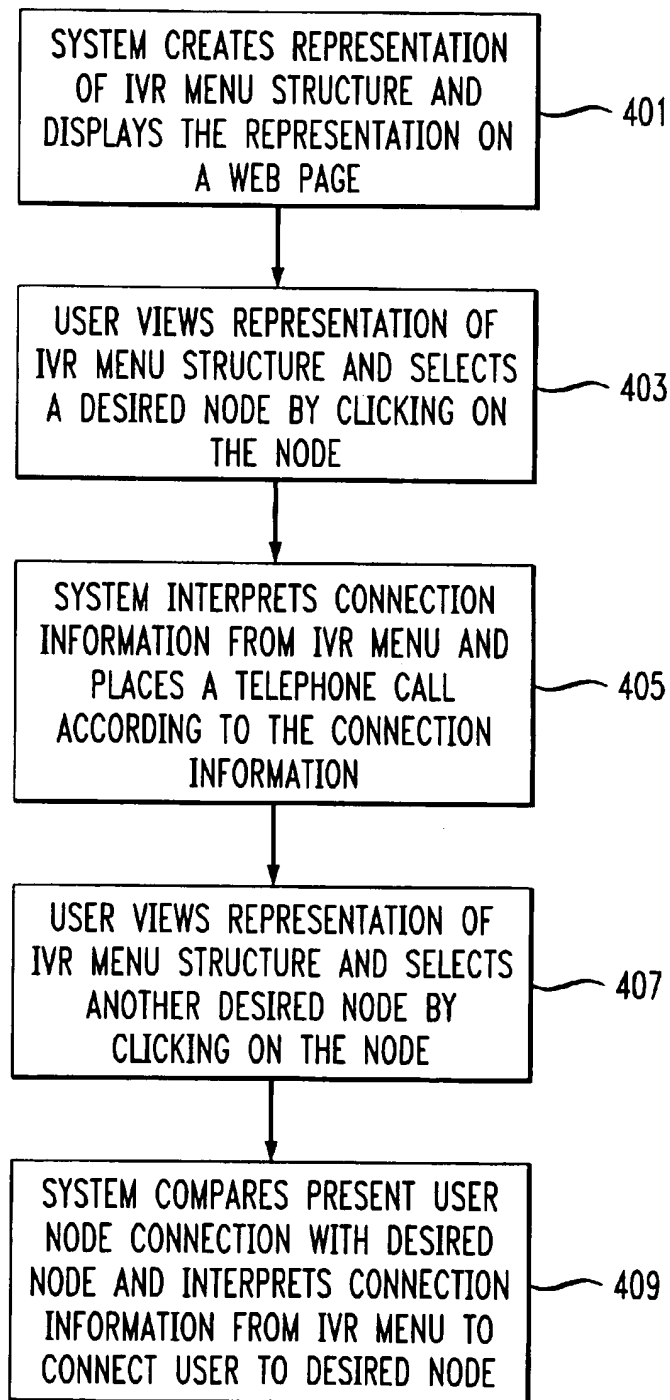 SYSTEM CREATES REPRESENTATION
OF IVR MENU STRUCTURE AND
DISPLAYS THE REPRESENTATION ON
A WEB PAGE
401
USER VIEWS REPRESENTATION OF
IVR MENU STRUCTURE AND SELECTS
A DESIRED NODE BY CLICKING ON
THE NODE
403
SYSTEM INTERPRETS CONNECTION
INFORMATION FROM IVR MENU AND
PLACES A TELEPHONE CALL
ACCORDING TO THE CONNECTION
INFORMATION
405
USER VIEWS REPRESENTATION OF
IVR MENU STRUCTURE AND SELECTS
ANOTHER DESIRED NODE BY
CLICKING ON THE NODE
407
SYSTEM COMPARES PRESENT USER
NODE CONNECTION WITH DESIRED
NODE AND INTERPRETS CONNECTION
INFORMATION FROM IVR MENU TO
CONNECT USER TO DESIRED NODE
409